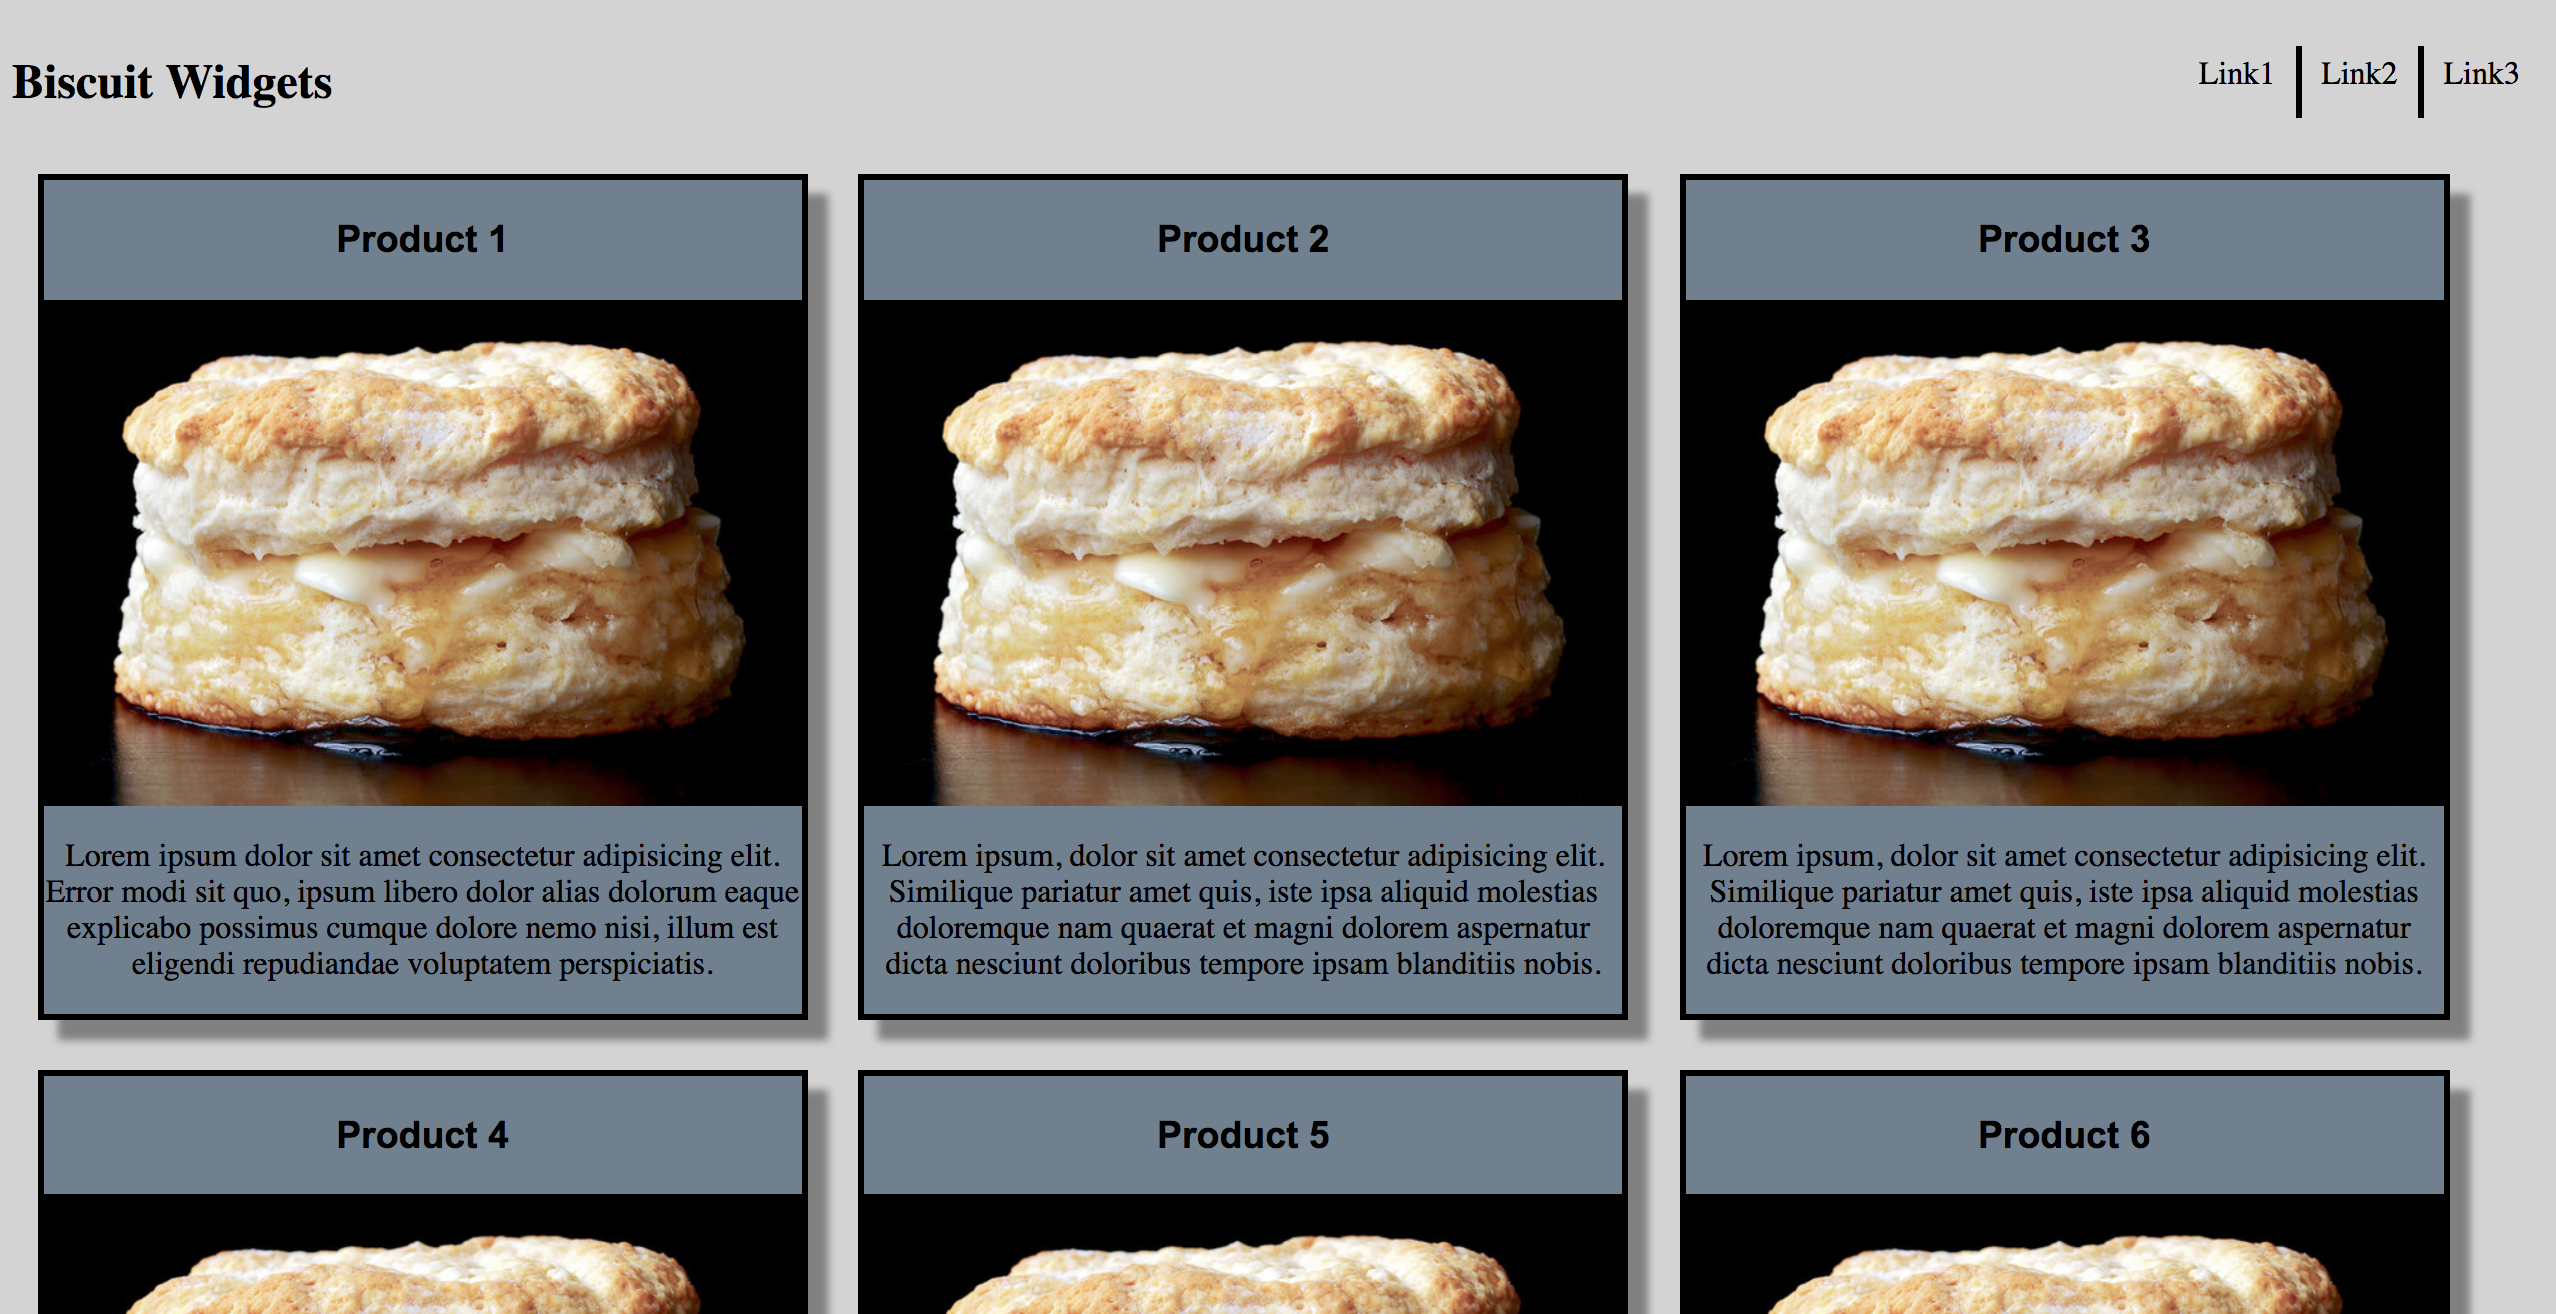 Biscuit Widgets
Link1 Link2 Link3
Product 1
Product 2
Product 3
Lorem ipsum dolor sit amet consectetur adipisicing elit.
Error modi sit quo, ipsum libero dolor alias dolorum eaque
explicabo possimus cumque dolore nemo nisi, illum est
eligendi repudiandae voluptatem perspiciatis.
Lorem ipsum, dolor sit amet consectetur adipisicing elit.
Similique pariatur amet quis, iste ipsa aliquid molestias
doloremque nam quaerat et magni dolorem aspernatur
dicta nesciunt doloribus tempore ipsam blanditiis nobis.
Lorem ipsum, dolor sit amet consectetur adipisicing elit.
Similique pariatur amet quis, iste ipsa aliquid molestias
doloremque nam quaerat et magni dolorem aspernatur
dicta nesciunt doloribus tempore ipsam blanditiis nobis.
Product 4
Product 5
Product 6